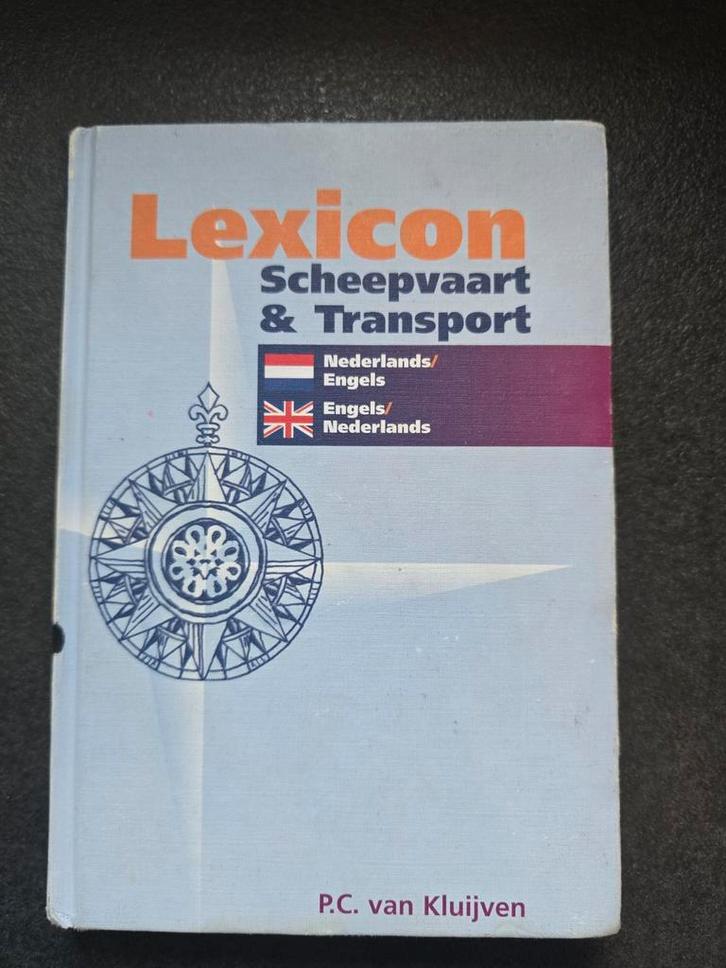 Lexicon
Scheepvaart
& Transport
Nederlands/
Engels
Engels/
Nederlands
P.C. van Kluijven